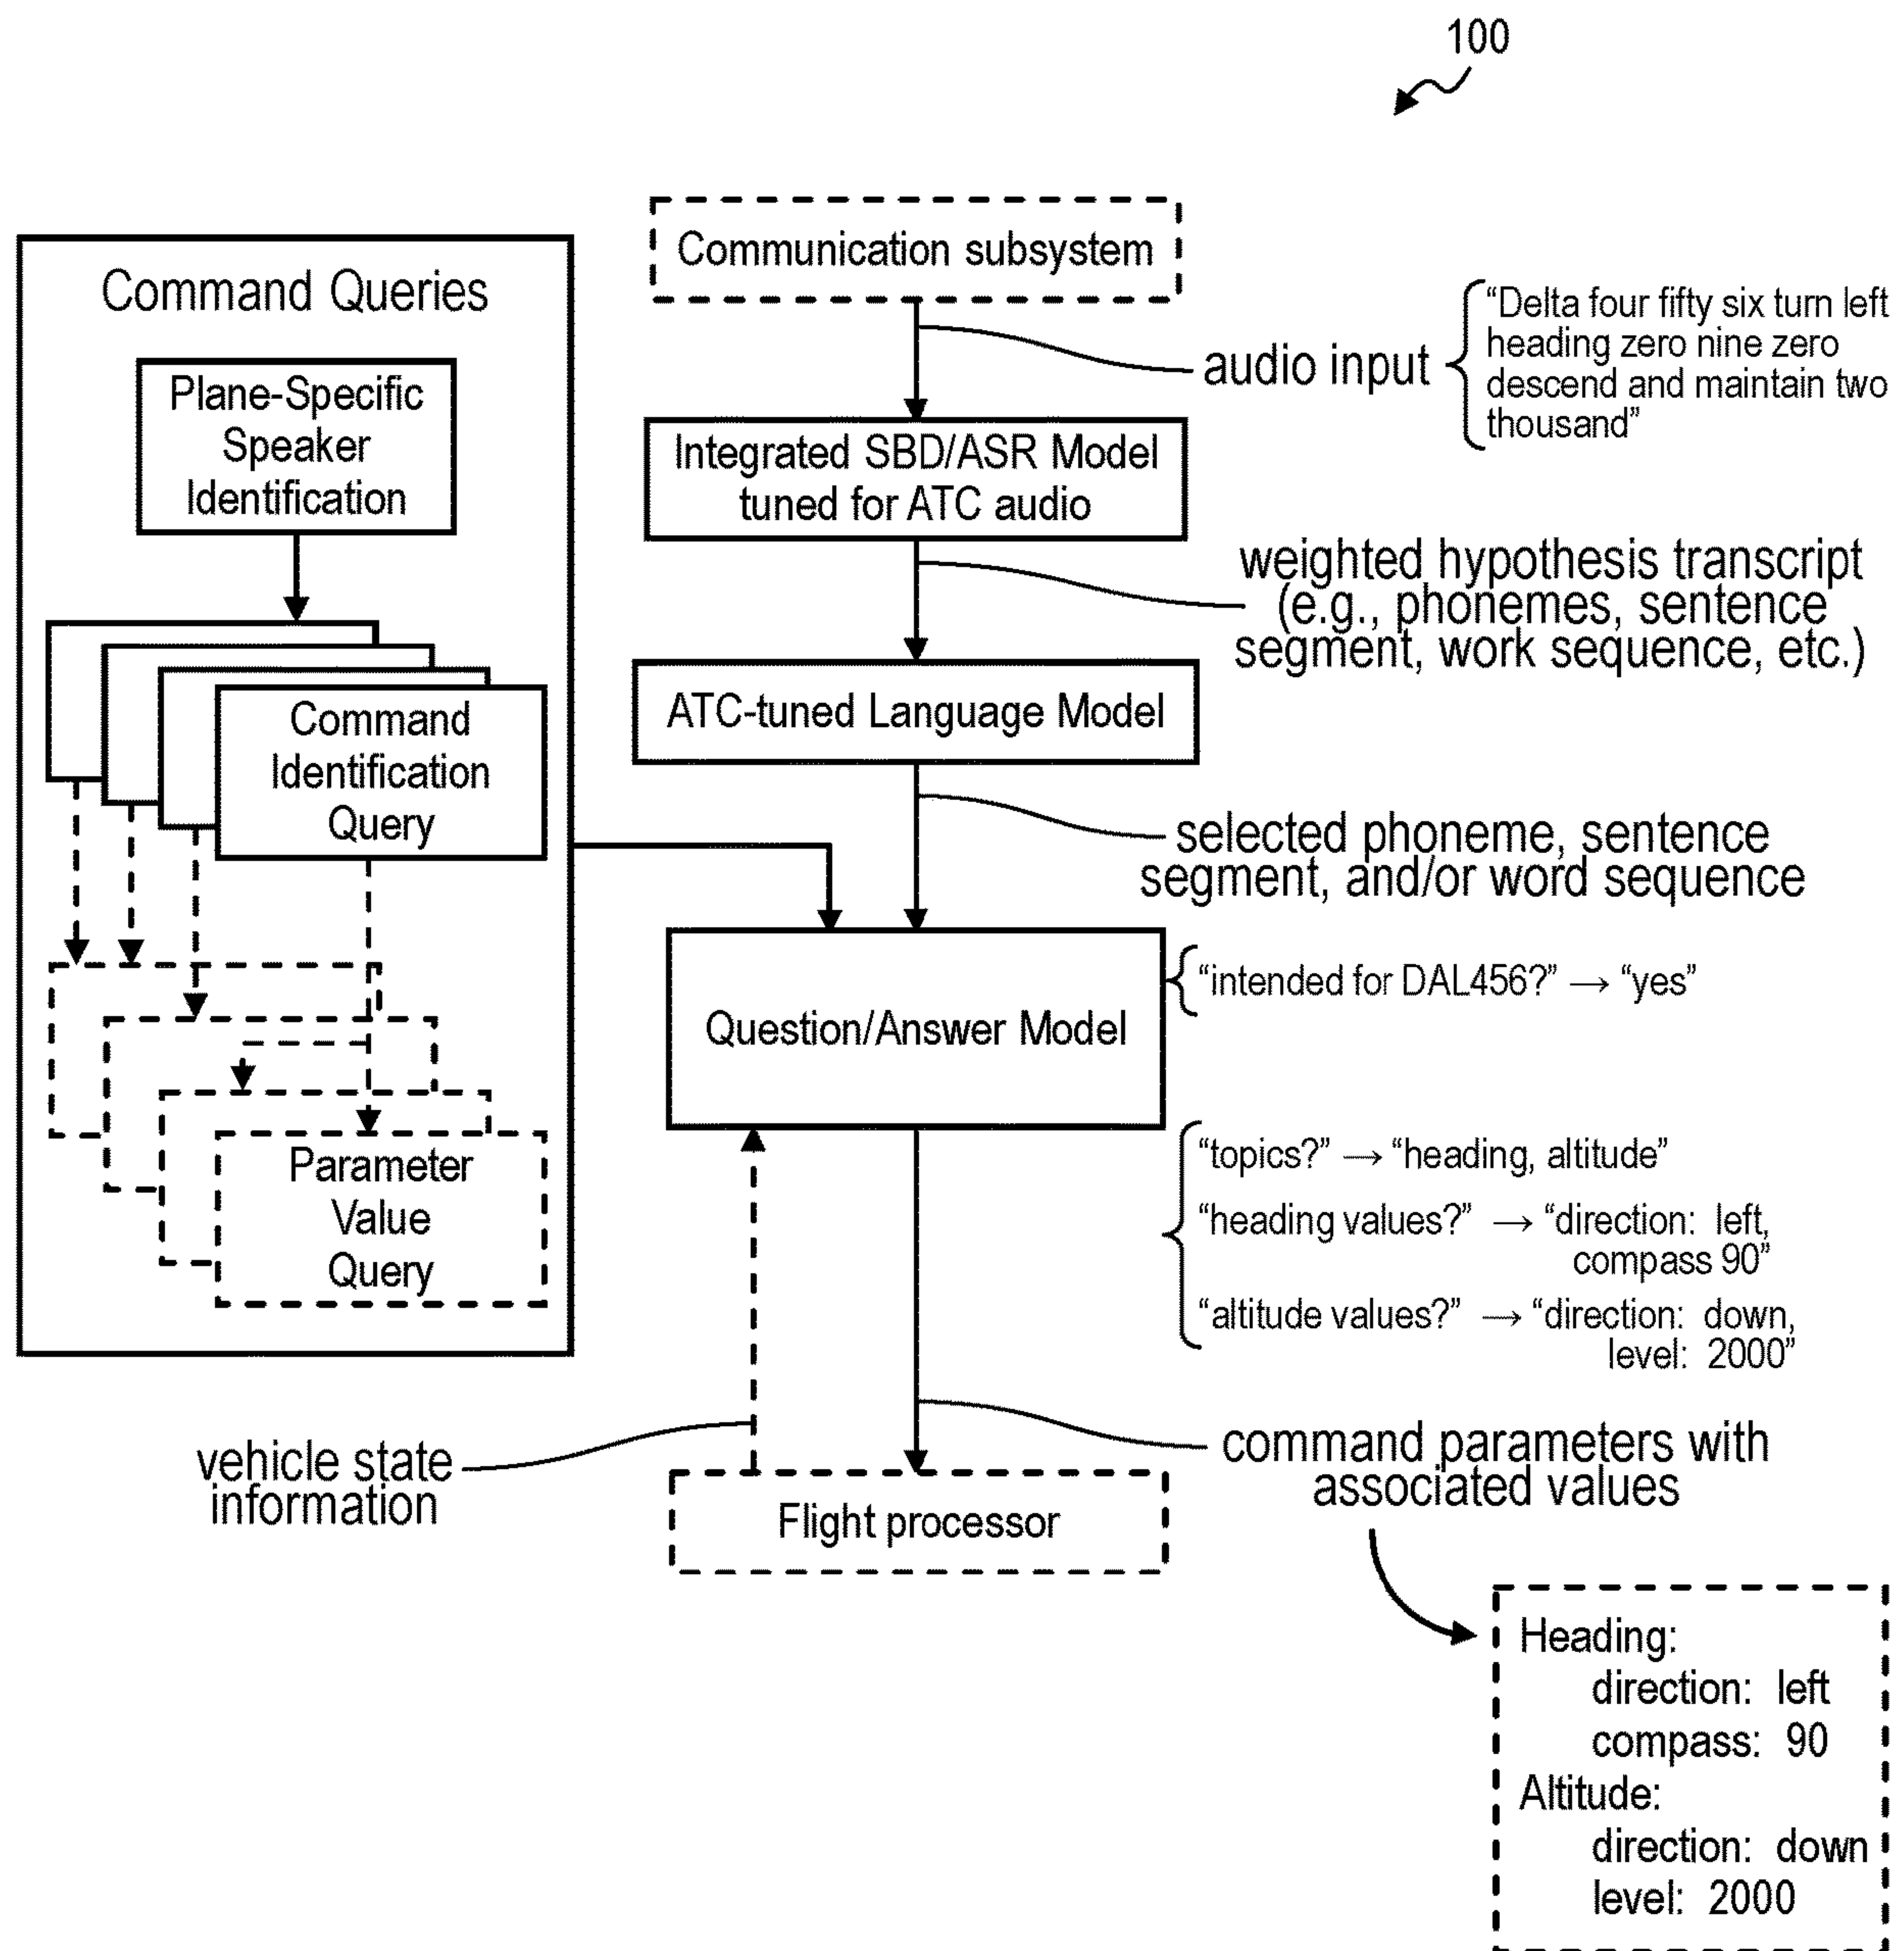 100
Command Queries
Plane-Specific
Speaker
Identification
Command
Identification
Query
Parameter
Value
Query
Communication subsystem
audio input
“Delta four fifty six turn left
heading zero nine zero
descend and maintain two
thousand”
Integrated SBD/ASR Model
tuned for ATC audio
weighted hypothesis transcript
(e.g., phonemes, sentence
segment, work sequence, etc.)
ATC-tuned Language Model
selected phoneme, sentence
segment, and/or word sequence
Question/Answer Model
“intended for DAL456?” → “yes”
“topics?” → “heading, altitude”
“heading values?” → “direction: left,
compass 90”
“altitude values?” → “direction: down,
level: 2000”
vehicle state
information
command parameters with
associated values
Flight processor
Heading:
direction: left
compass: 90
Altitude:
direction: down
level: 2000